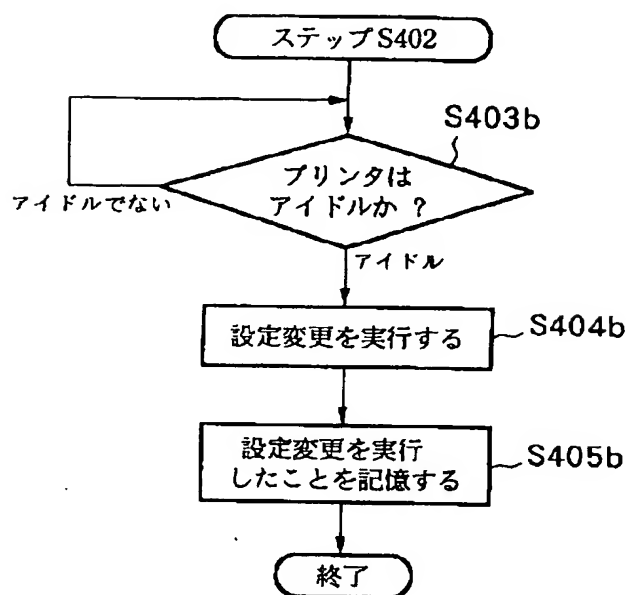 ステップS402
S403b
プリンタは
アイドルか ?
アイドルでない
アイドル
設定変更を実行する
S404b
設定変更を実行
したことを記憶する
S405b
終了